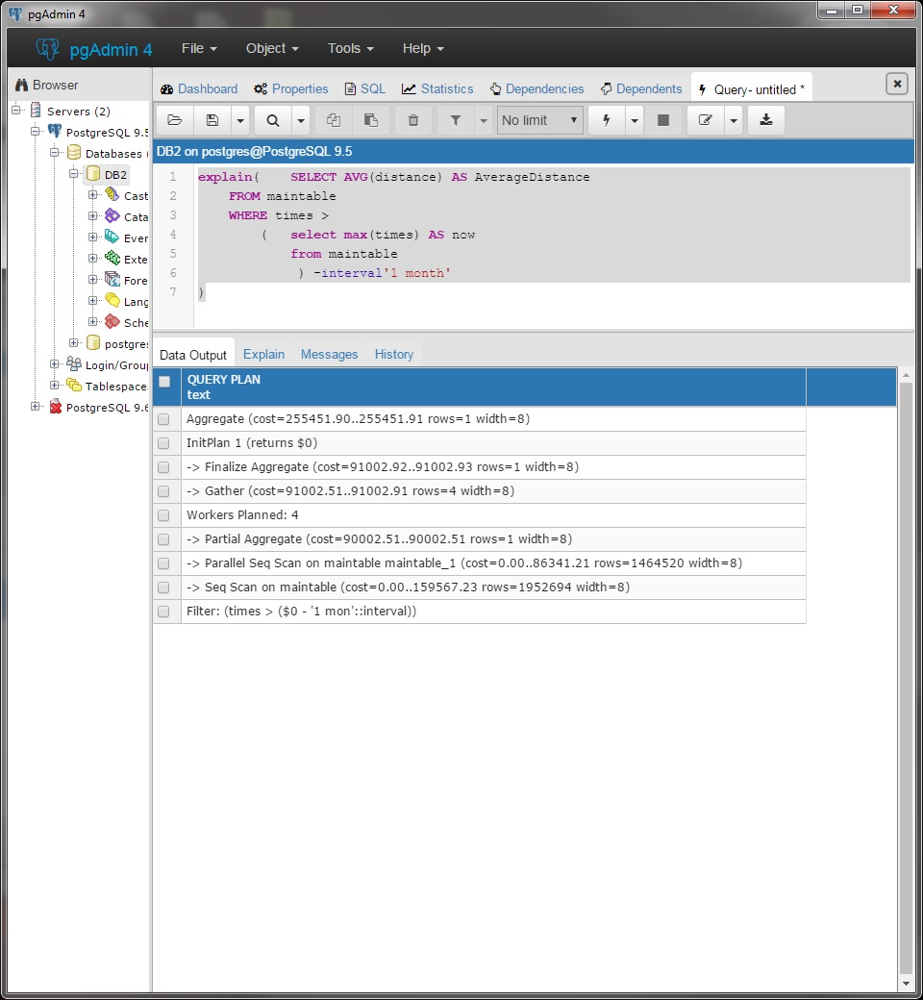 pgAdmin 4
pgAdmin 4 File Object Tools Help
Browser
Servers (2)
PostgreSQL 9.5
Databases (
DB2
Cast
Cata
Even
Exte
Fore
Lang
Sche
postgres
Login/Group
Tablespace
PostgreSQL 9.6
Dashboard Properties SQL Statistics Dependencies Dependents Query- untitled *
No limit
DB2 on postgres@PostgreSQL 9.5
1 explain( SELECT AVG(distance) AS AverageDistance
2 FROM maintable
3 WHERE times >
4 ( select max(times) AS now
5 from maintable
6 ) -interval'1 month'
7 )
Data Output Explain Messages History
QUERY PLAN
text
Aggregate (cost=255451.90..255451.91 rows=1 width=8)
InitPlan 1 (returns $0)
-> Finalize Aggregate (cost=91002.92..91002.93 rows=1 width=8)
-> Gather (cost=91002.51..91002.91 rows=4 width=8)
Workers Planned: 4
-> Partial Aggregate (cost=90002.51..90002.51 rows=1 width=8)
-> Parallel Seq Scan on maintable maintable_1 (cost=0.00..86341.21 rows=1464520 width=8)
-> Seq Scan on maintable (cost=0.00..159567.23 rows=1952694 width=8)
Filter: (times > ($0 - '1 mon'::interval))